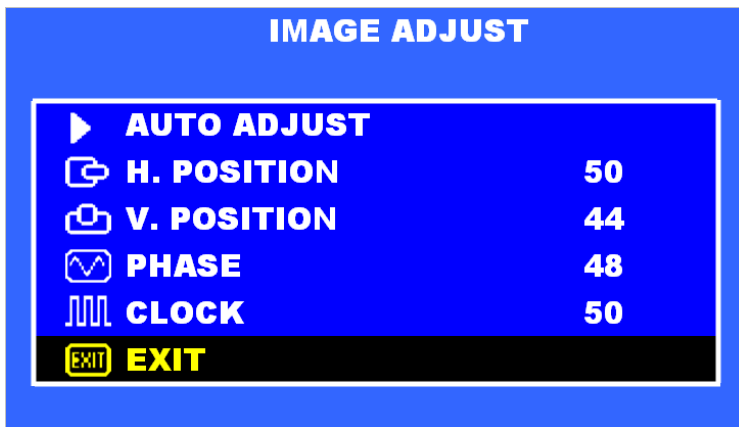 IMAGE ADJUST
AUTO ADJUST
H. POSITION 50
V. POSITION 44
PHASE 48
CLOCK 50
EXIT EXIT